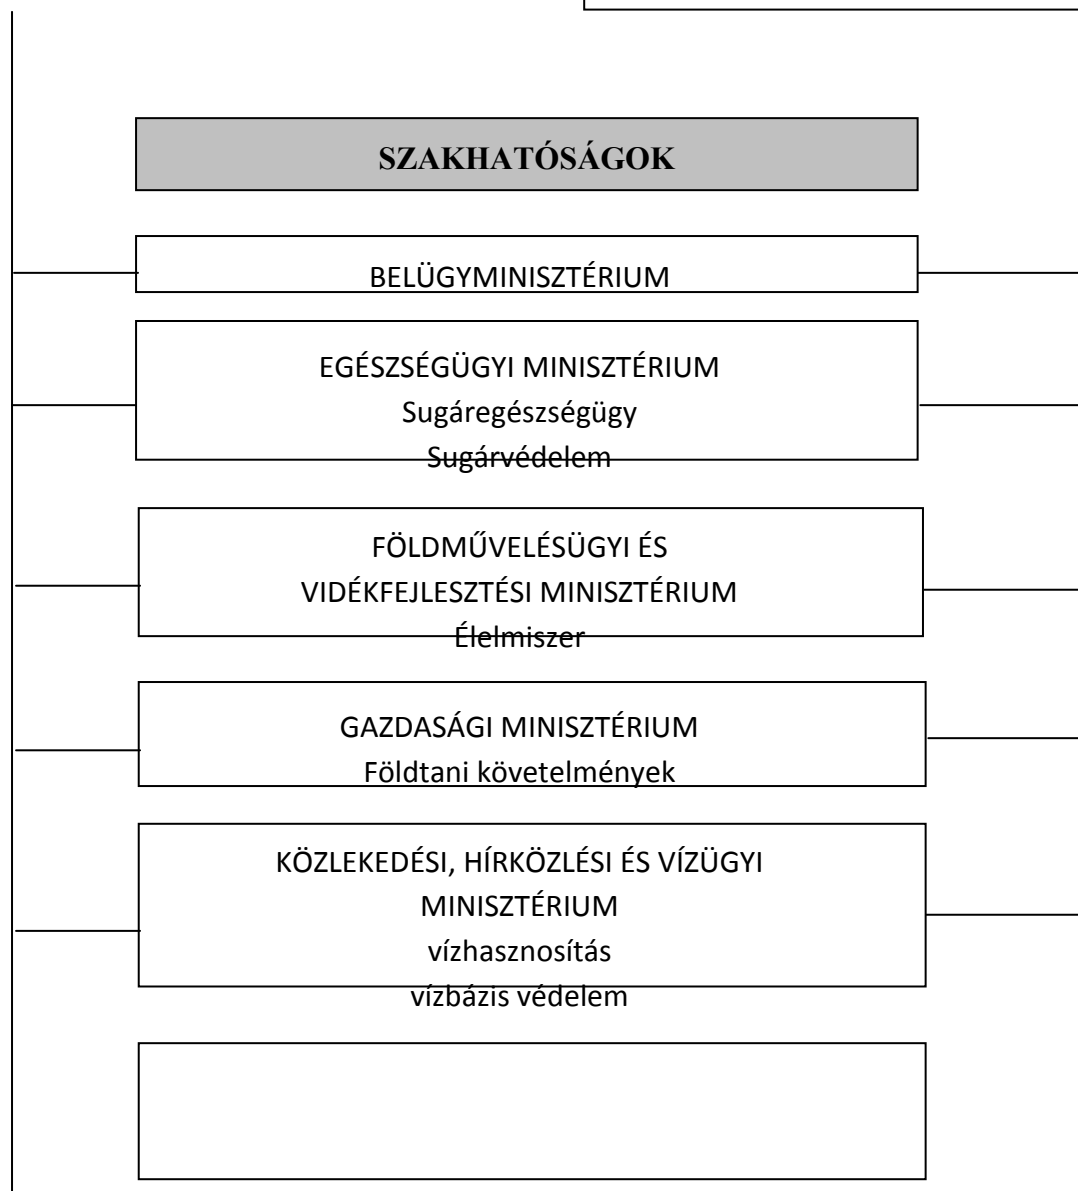 SZAKHATÓSÁGOK
BELÜGYMINISZTÉRIUM
EGÉSZSÉGÜGYI MINISZTÉRIUM
Sugáregészségügy
Sugárvédelem
FÖLDMŰVELÉSÜGYI ÉS
VIDÉKFEJLESZTÉSI MINISZTÉRIUM
Élelmiszer
GAZDASÁGI MINISZTÉRIUM
Földtani követelmények
KÖZLEKEDÉSI, HÍRKÖZLÉSI ÉS VÍZÜGYI
MINISZTÉRIUM
vízhasznosítás
vízbázis védelem